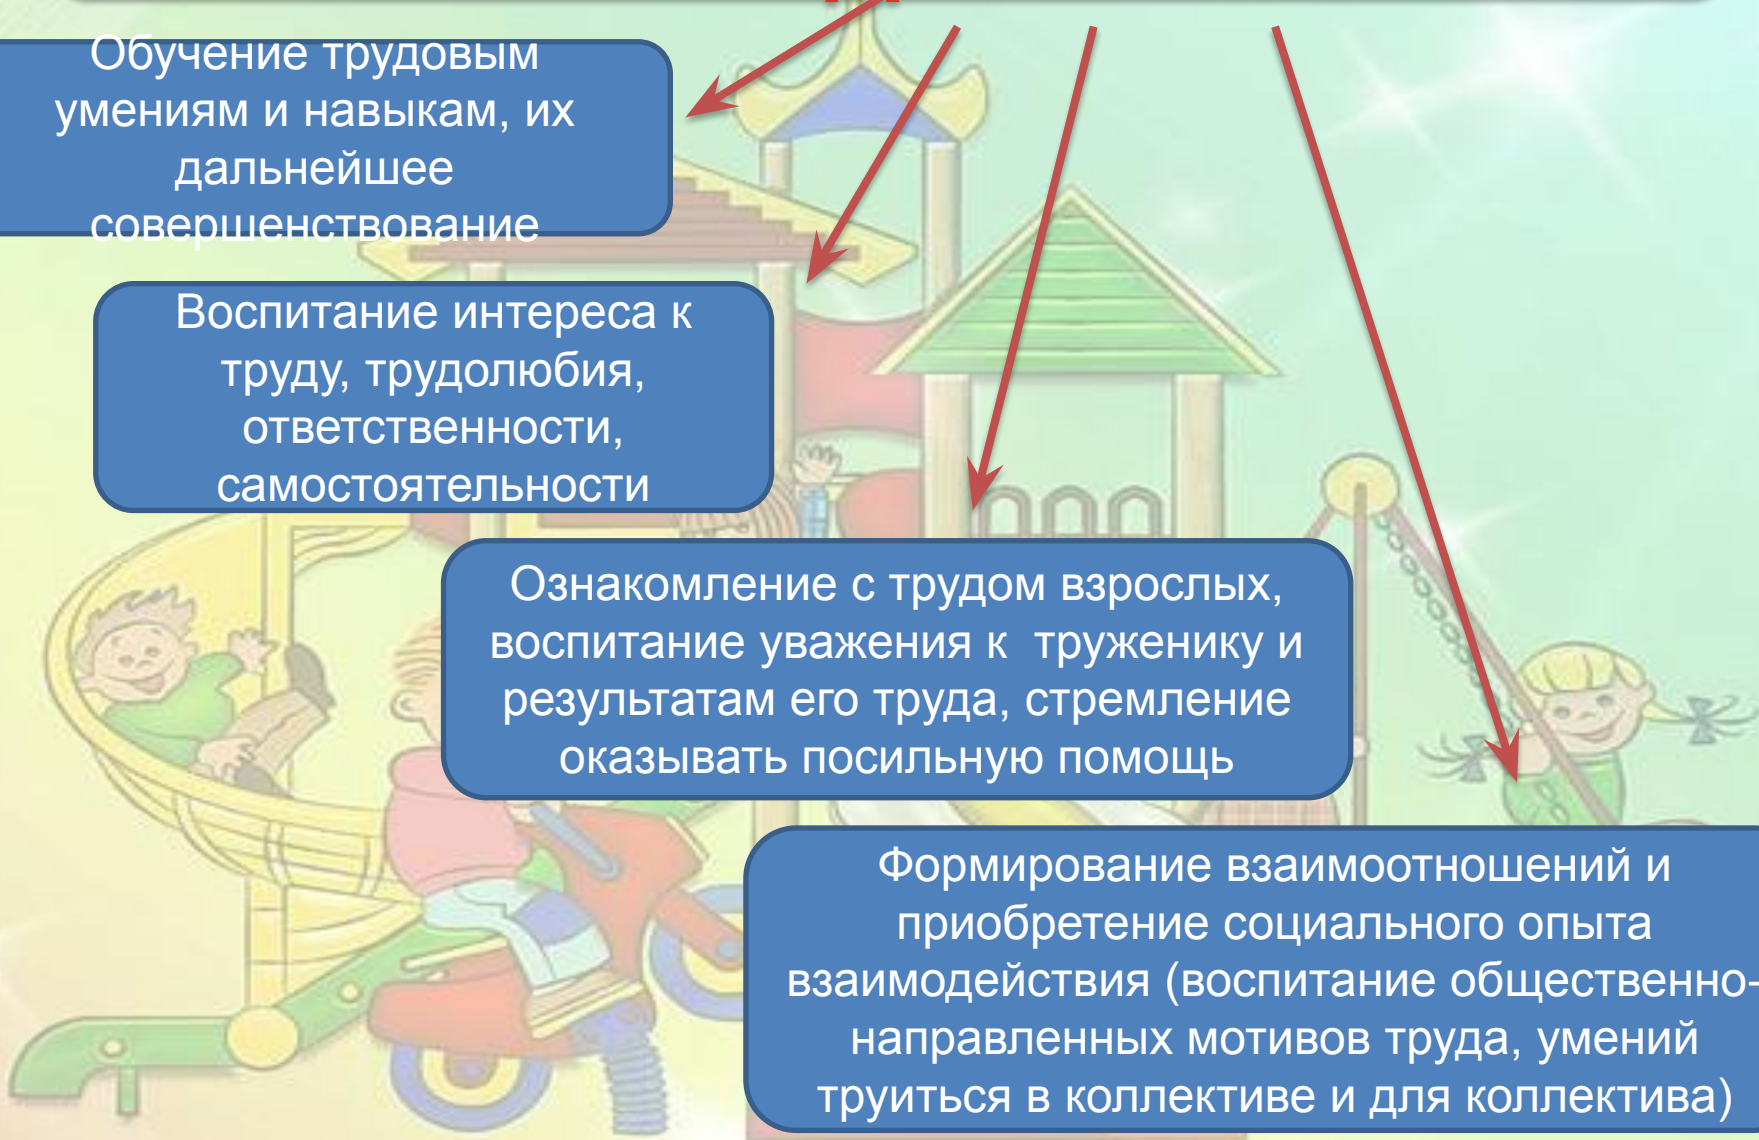 Обучение трудовым
умениям и навыкам, их
дальнейшее
совершенствование
Воспитание интереса к
труду, трудолюбия,
ответственности,
самостоятельности
Ознакомление с трудом взрослых,
воспитание уважения к  труженику и
результатам его труда, стремление
оказывать посильную помощь
Формирование взаимоотношений и
приобретение социального опыта
взаимодействия (воспитание общественно-
направленных мотивов труда, умений
труиться в коллективе и для коллектива)